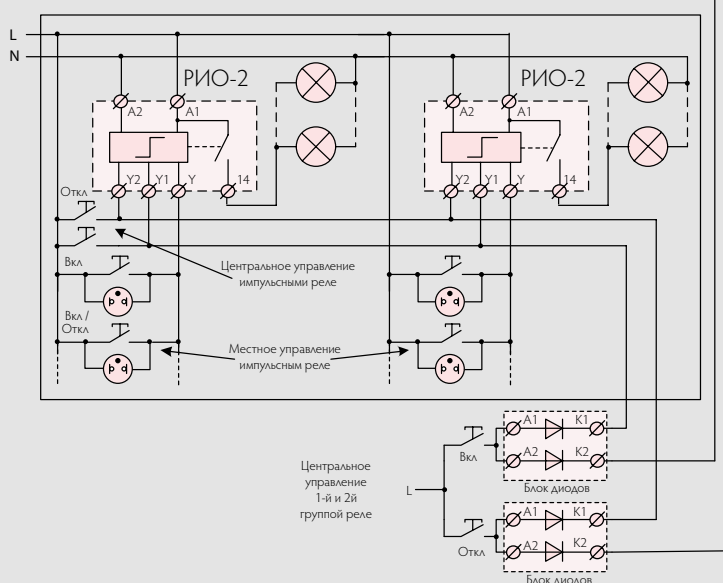 L
N
РИО-2
РИО-2
A2
A1
A2
A1
Y2
Y1
Y
14
Y2
Y1
Y
14
Откл
Вкл
Центральное управление
импульсными реле
Вкл /
Откл
Местное управление
импульсным реле
A1
K1
Вкл
A2
K2
Блок диодов
Центральное
управление
1-й и 2й
группой реле
L
A1
K1
Откл
A2
K2
Блок диодов